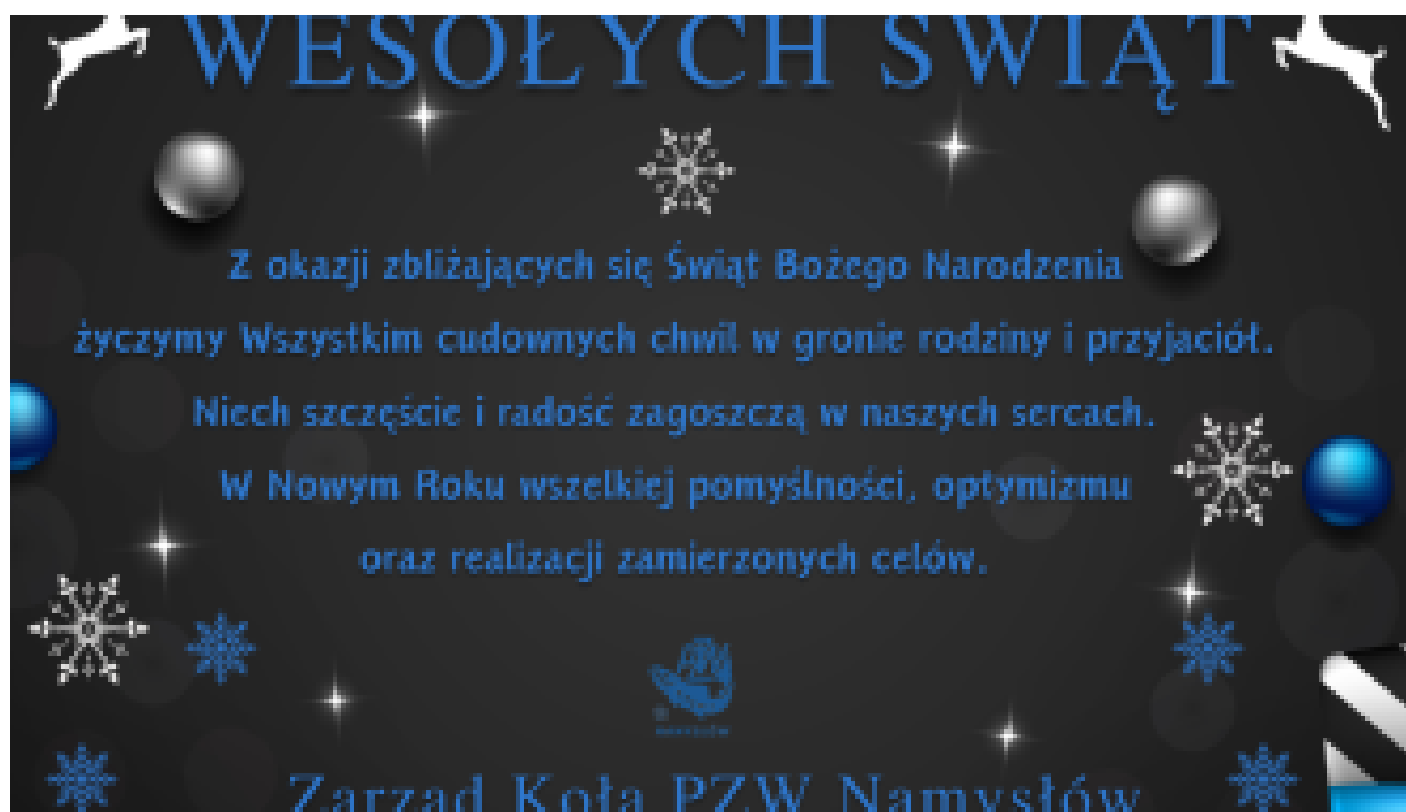 WESOŁYCH ŚWIĄT
Z okazji zbliżających się Świąt Bożego Narodzenia
życzymy Wszystkim cudownych chwil w gronie rodziny i przyjaciół.
Niech szczęście i radość zagoszczą w naszych sercach.
W Nowym Roku wszelkiej pomyślności, optymizmu
oraz realizacji zamierzonych celów.
Zarząd Koła PZW Namysłów